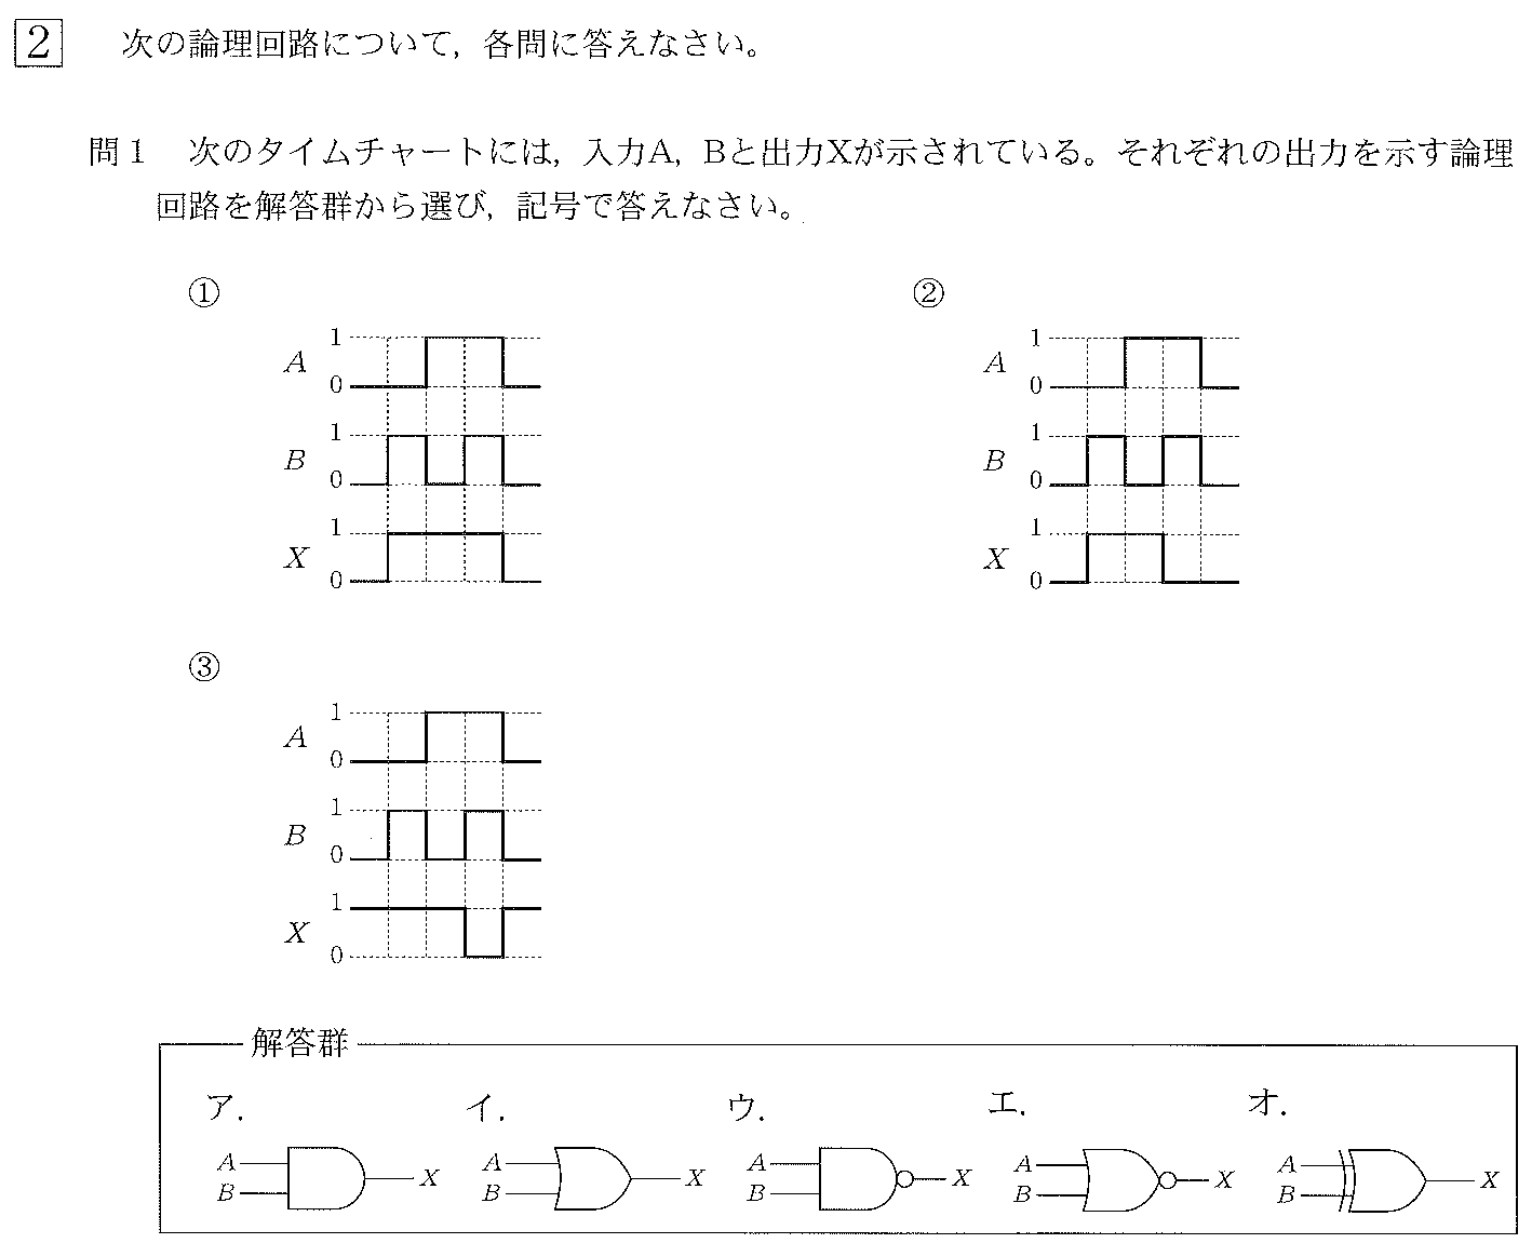 2 次の論理回路について，各問に答えなさい。
問1 次のタイムチャートには，入力A，Bと出力Xが示されている。それぞれの出力を示す論理
回路を解答群から選び，記号で答えなさい。
① ②
A 1 0 A 1 0
B 1 0 B 1 0
X 1 0 X 1 0
③
A 1 0
B 1 0
X 1 0
解答群
ア． イ． ウ． エ． オ．
A B X A B X A B X A B X A B X